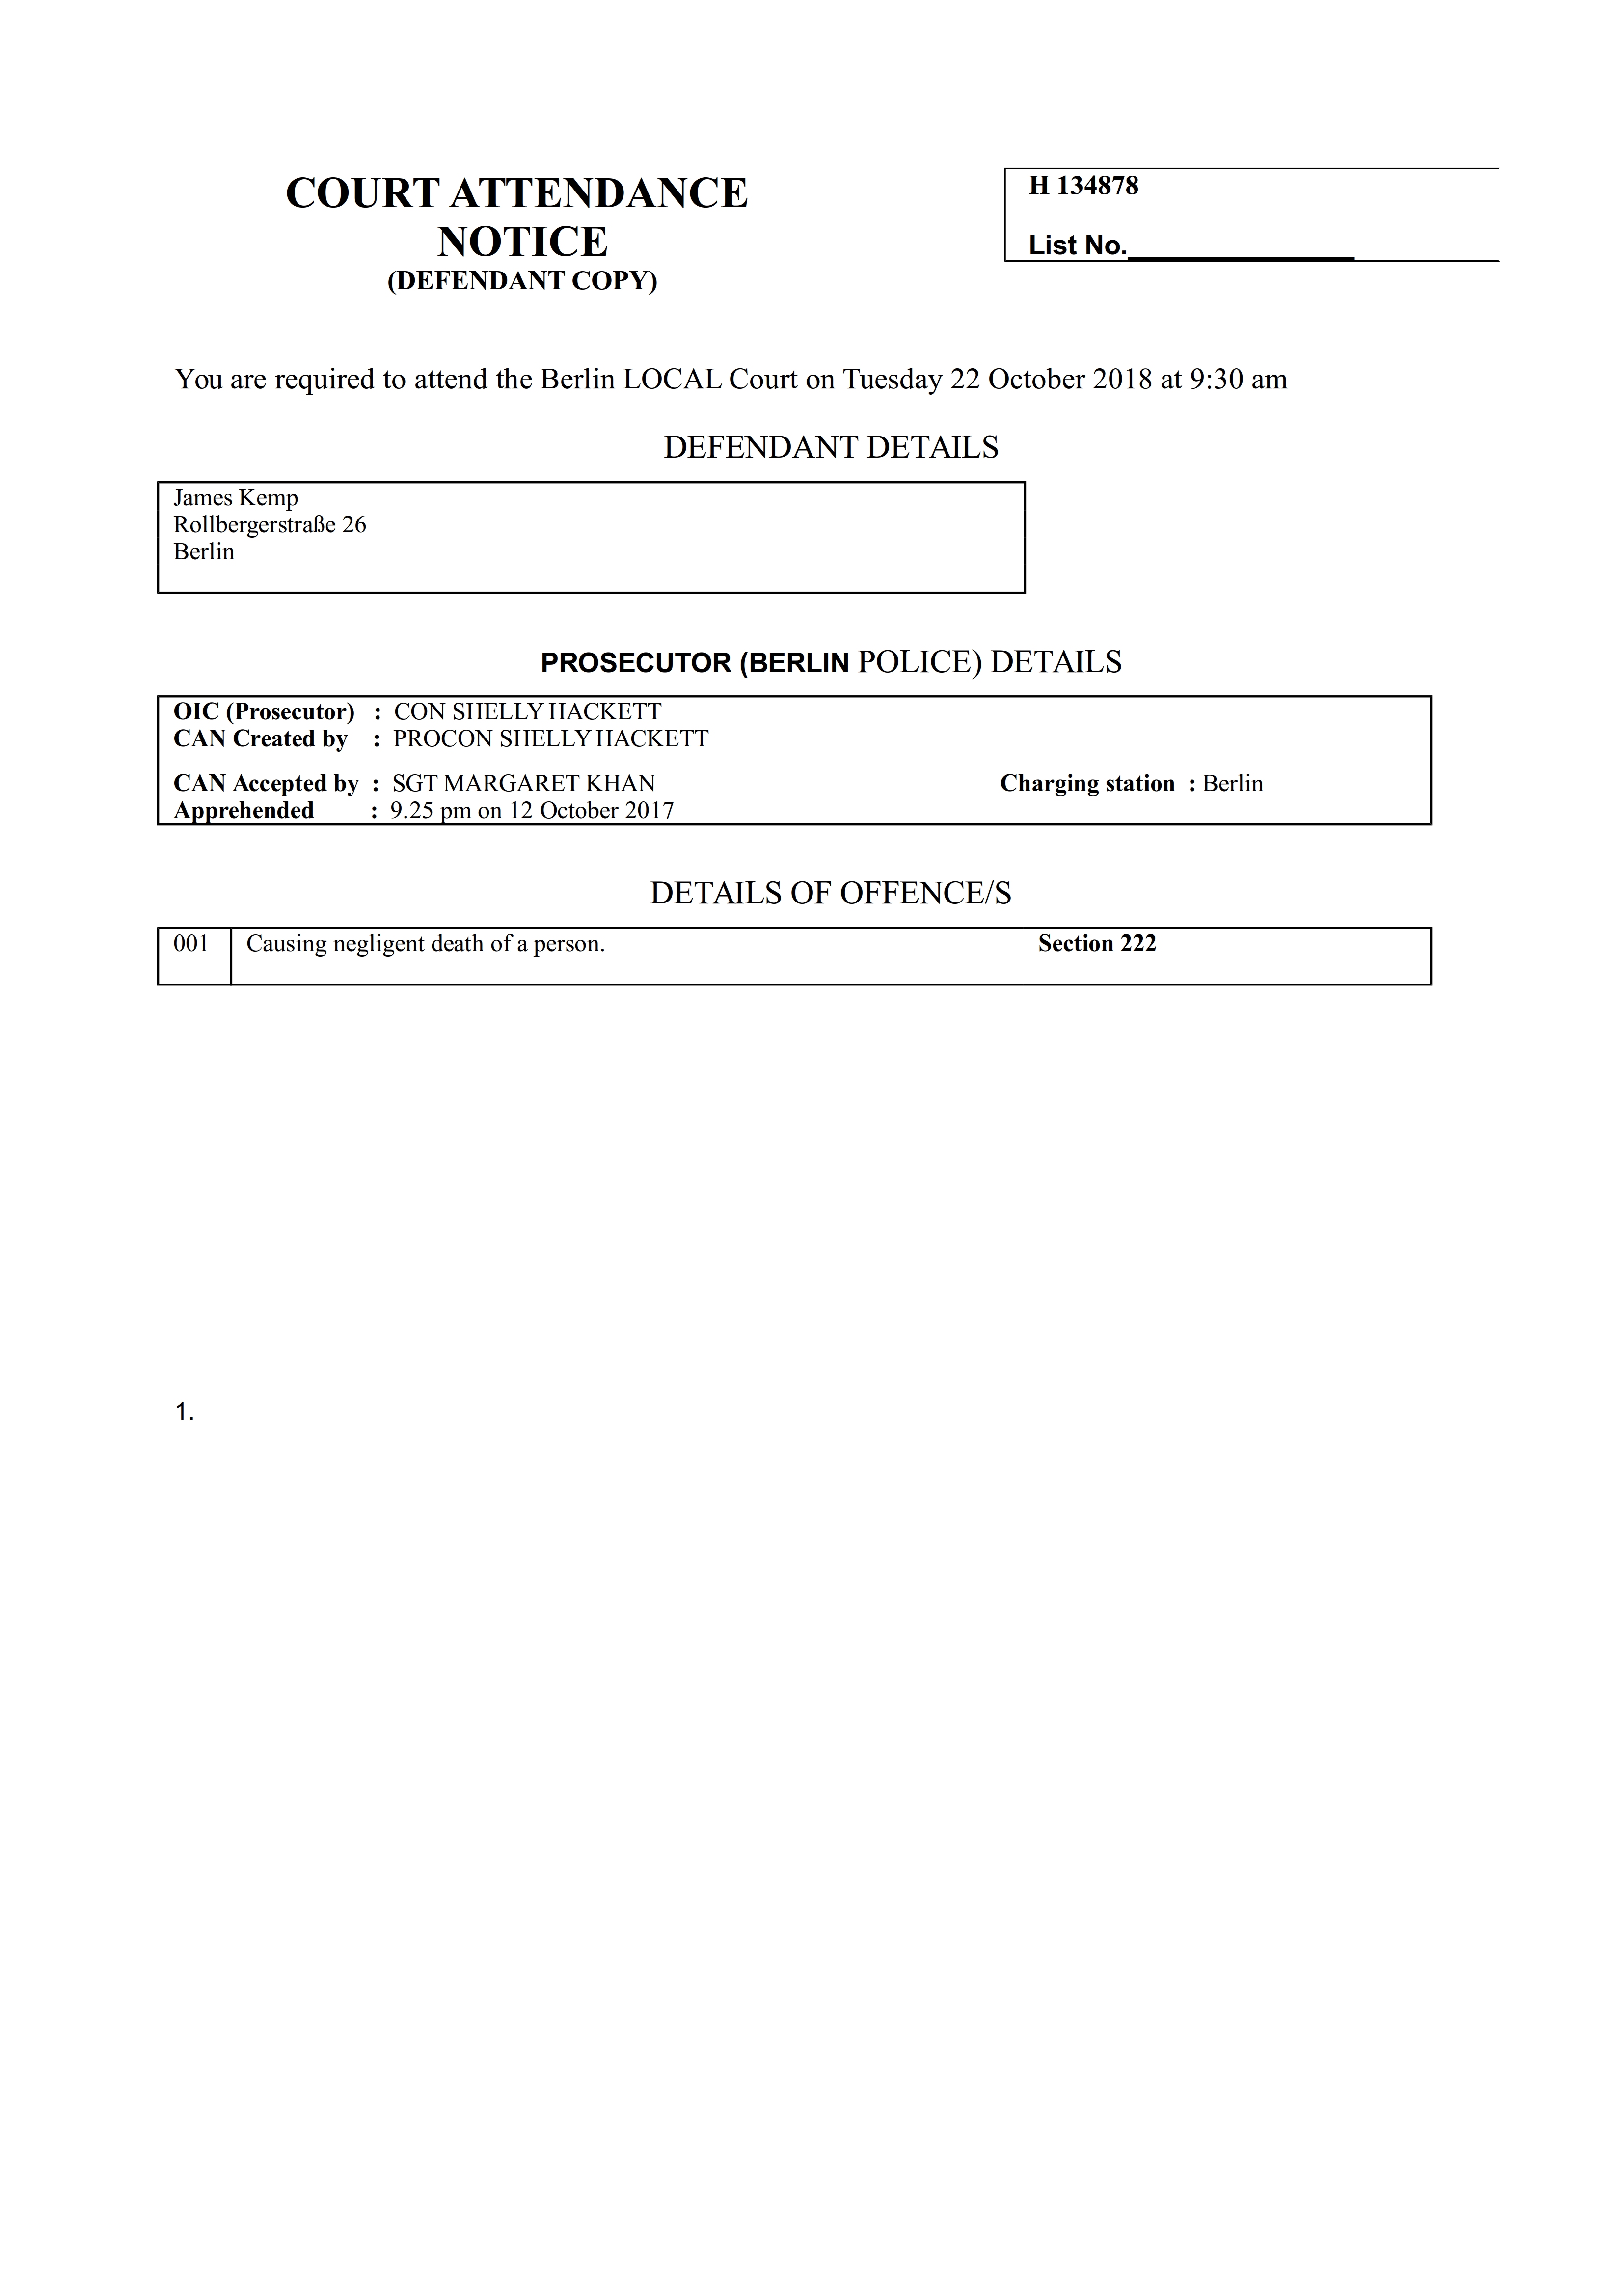 COURT ATTENDANCE
NOTICE
(DEFENDANT COPY)
H 134878
List No.
You are required to attend the Berlin LOCAL Court on Tuesday 22 October 2018 at 9:30 am
DEFENDANT DETAILS
James Kemp
Rollbergerstraße 26
Berlin
PROSECUTOR (BERLIN POLICE) DETAILS
OIC (Prosecutor) : CON SHELLY HACKETT
CAN Created by : PROCON SHELLY HACKETT
CAN Accepted by : SGT MARGARET KHAN Charging station : Berlin
Apprehended : 9.25 pm on 12 October 2017
DETAILS OF OFFENCE/S
001 Causing negligent death of a person. Section 222
1.